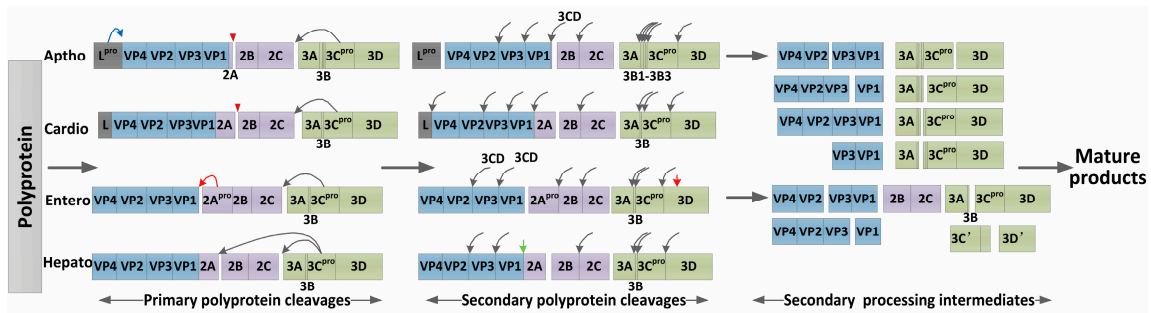 3CD
Aptho
L pro VP4 VP2 VP3 VP1 2B 2C 3A 3C pro 3D
2A 3B
L pro VP4 VP2 VP3 VP1 2B 2C 3A 3C pro 3D
3B1-3B3
VP4 VP2 VP3 VP1 3A 3C pro 3D
VP4 VP2 VP3 VP1 3A 3C pro 3D
VP4 VP2 VP3 VP1 3A 3C pro 3D
VP3 VP1 3A 3C pro 3D
Polyprotein
Cardio
L VP4 VP2 VP3 VP1 2A 2B 2C 3A 3C pro 3D
3B
L VP4 VP2 VP3 VP1 2A 2B 2C 3A 3C pro 3D
3B
Mature
products
3CD 3CD
Entero
VP4 VP2 VP3 VP1 2A pro 2B 2C 3A 3C pro 3D
3B
VP4 VP2 VP3 VP1 2A pro 2B 2C 3A 3C pro 3D
3B
VP4 VP2 VP3 VP1 2B 2C 3A 3C pro 3D
3B
VP4 VP2 VP3 VP1 3C’ 3D’
Hepato
VP4 VP2 VP3 VP1 2A 2B 2C 3A 3C pro 3D
3B
VP4 VP2 VP3 VP1 2A 2B 2C 3A 3C pro 3D
3B
Primary polyprotein cleavages
Secondary polyprotein cleavages
Secondary processing intermediates